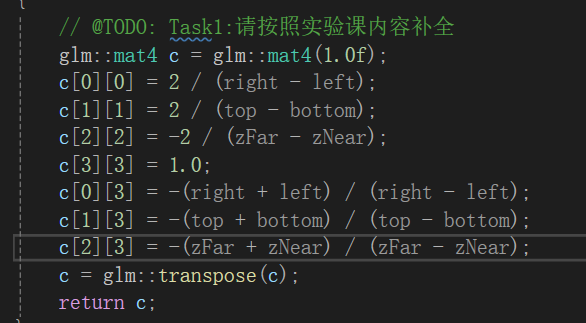 {
// @TODO: Task1:请按照实验课内容补全
glm::mat4 c = glm::mat4(1.0f);
c[0][0] = 2 / (right - left);
c[1][1] = 2 / (top - bottom);
c[2][2] = -2 / (zFar - zNear);
c[3][3] = 1.0;
c[0][3] = -(right + left) / (right - left);
c[1][3] = -(top + bottom) / (top - bottom);
c[2][3] = -(zFar + zNear) / (zFar - zNear);
c = glm::transpose(c);
return c;
}